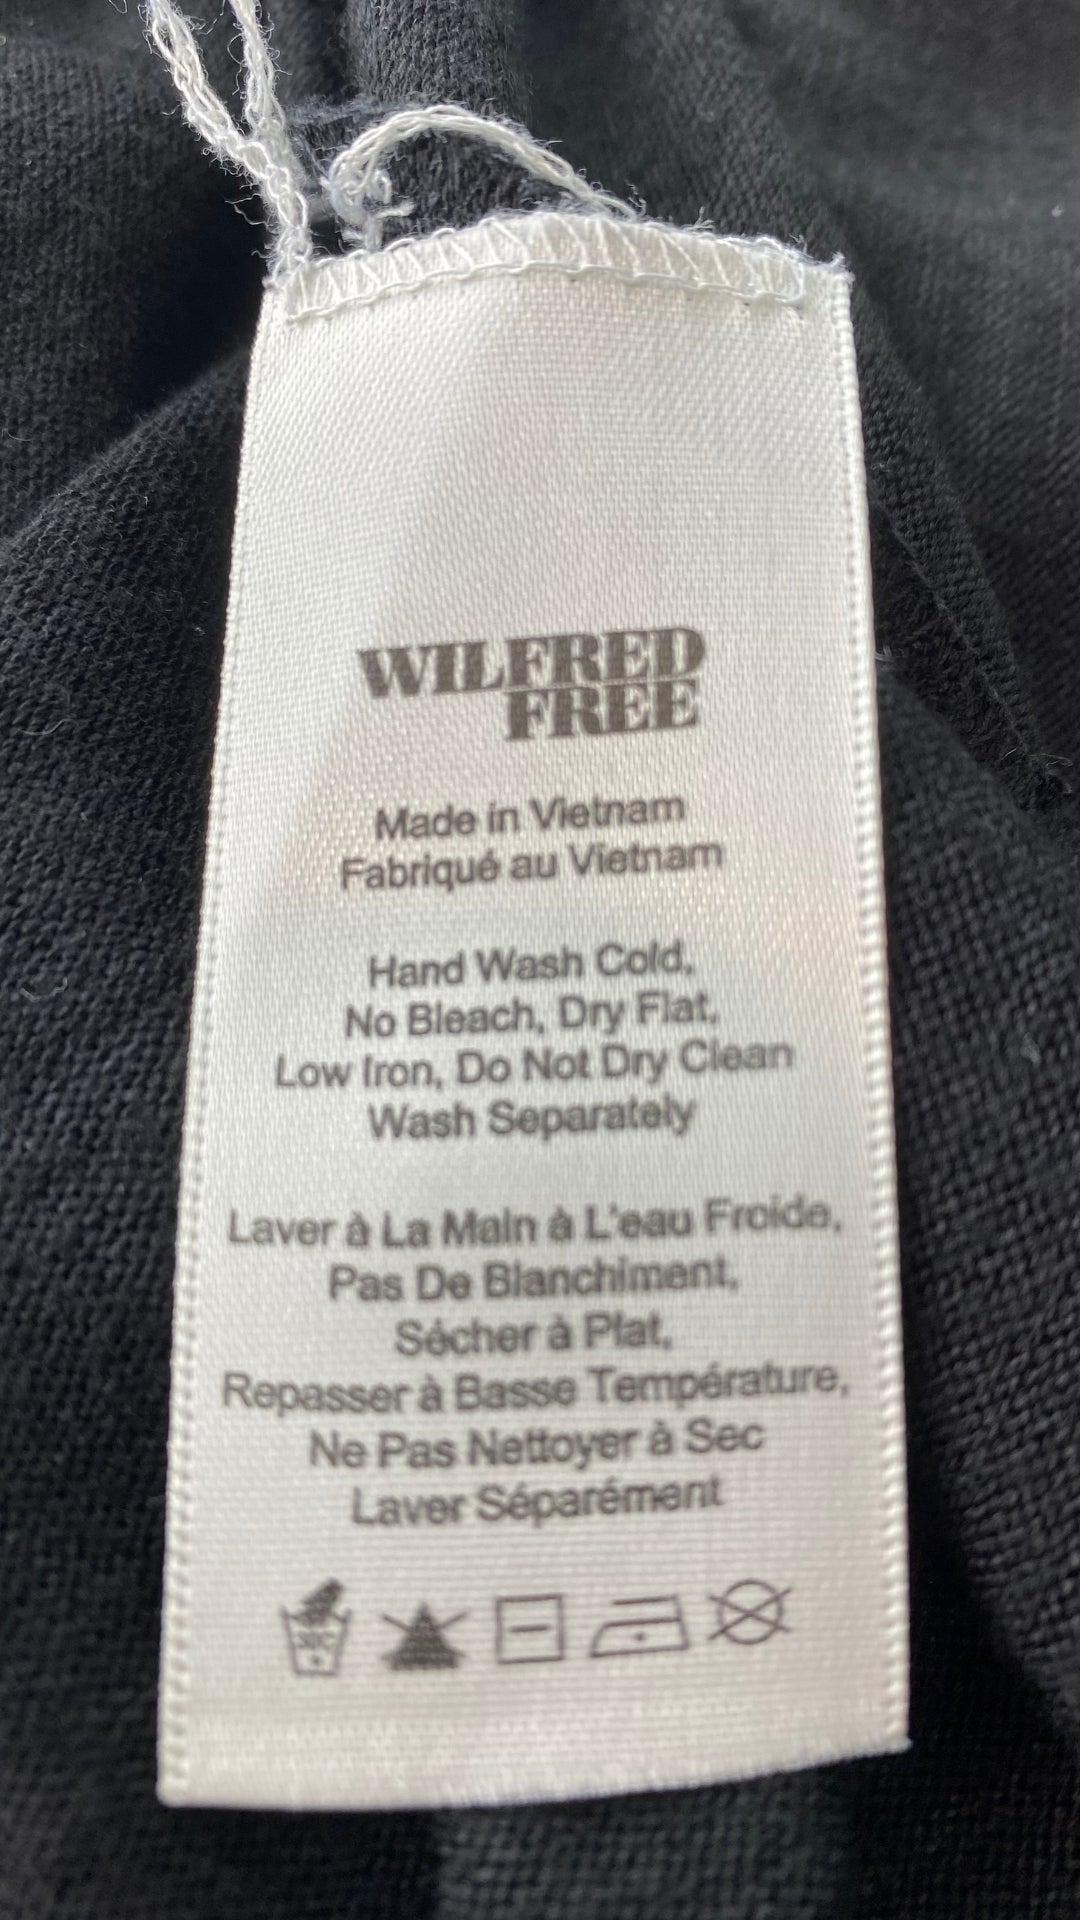 WILFRED
FREE
Made in Vietnam
Fabriqué au Vietnam
Hand Wash Cold,
No Bleach, Dry Flat,
Low Iron, Do Not Dry Clean
Wash Separately
Laver à La Main à L'eau Froide,
Pas De Blanchiment,
Sécher à Plat,
Repasser à Basse Température,
Ne Pas Nettoyer à Sec
Laver Séparément